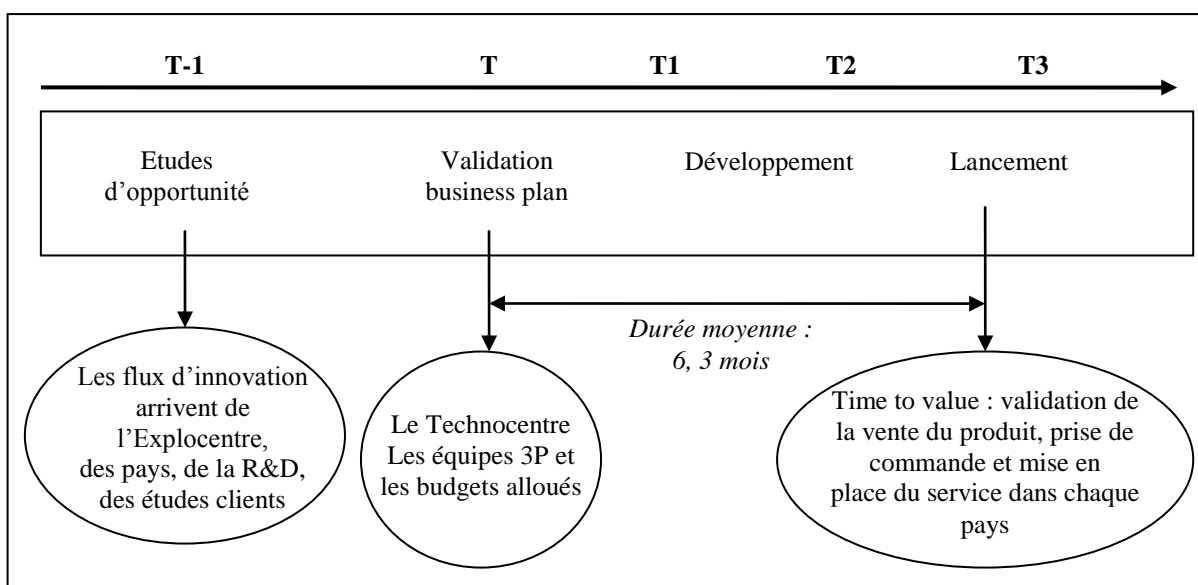 T-1 T T1 T2 T3
Etudes
d'opportunité
Validation
business plan
Développement
Lancement
Durée moyenne :
6, 3 mois
Les flux d'innovation
arrivent de
l'Explocentre,
des pays, de la R&D,
des études clients
Le Technocentre
Les équipes 3P et
les budgets alloués
Time to value : validation de
la vente du produit, prise de
commande et mise en
place du service dans chaque
pays